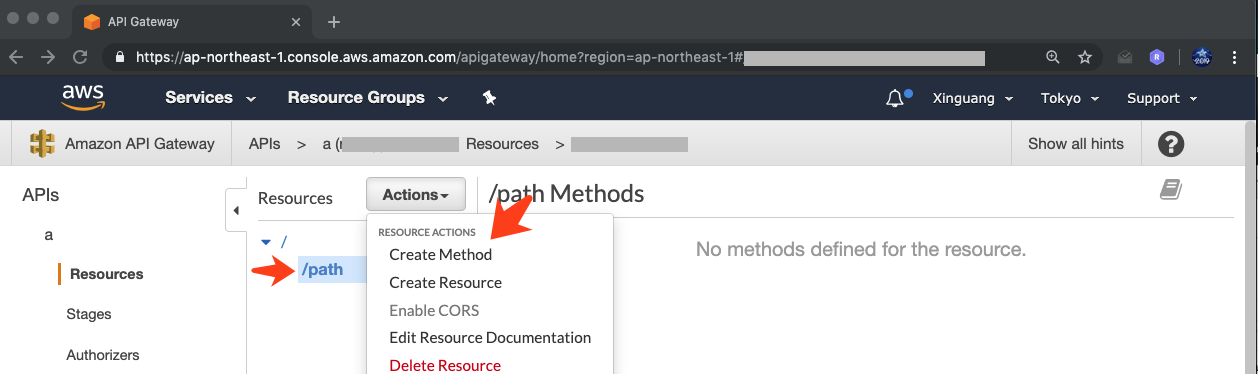 API Gateway
https://ap-northeast-1.console.aws.amazon.com/apigateway/home?region=ap-northeast-1#
R
2019
aws Services Resource Groups Xinguang Tokyo Support
Amazon API Gateway APIs > a ( Resources > Show all hints ?
APIs
a
Resources
Stages
Authorizers
Resources Actions /path Methods
/
/path
RESOURCE ACTIONS
Create Method
Create Resource
Enable CORS
Edit Resource Documentation
Delete Resource
No methods defined for the resource.